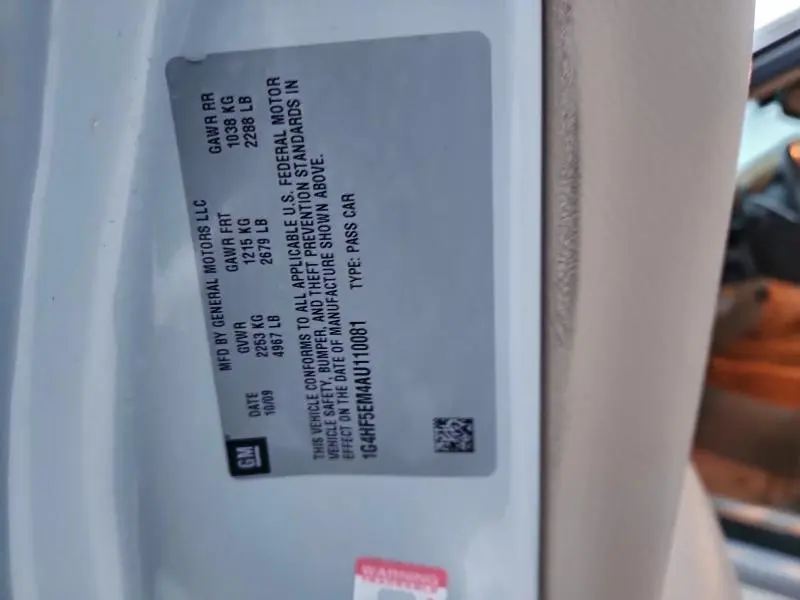 GM
MFD BY GENERAL MOTORS LLC
DATE GVWR GAWR FRT GAWR RR
10/09 2253 KG 1215 KG 1038 KG
4967 LB 2679 LB 2288 LB
THIS VEHICLE CONFORMS TO ALL APPLICABLE U.S. FEDERAL MOTOR
VEHICLE SAFETY, BUMPER, AND THEFT PREVENTION STANDARDS IN
EFFECT ON THE DATE OF MANUFACTURE SHOWN ABOVE.
1G4HF5EM4AU110081 TYPE: PASS CAR
WARNING